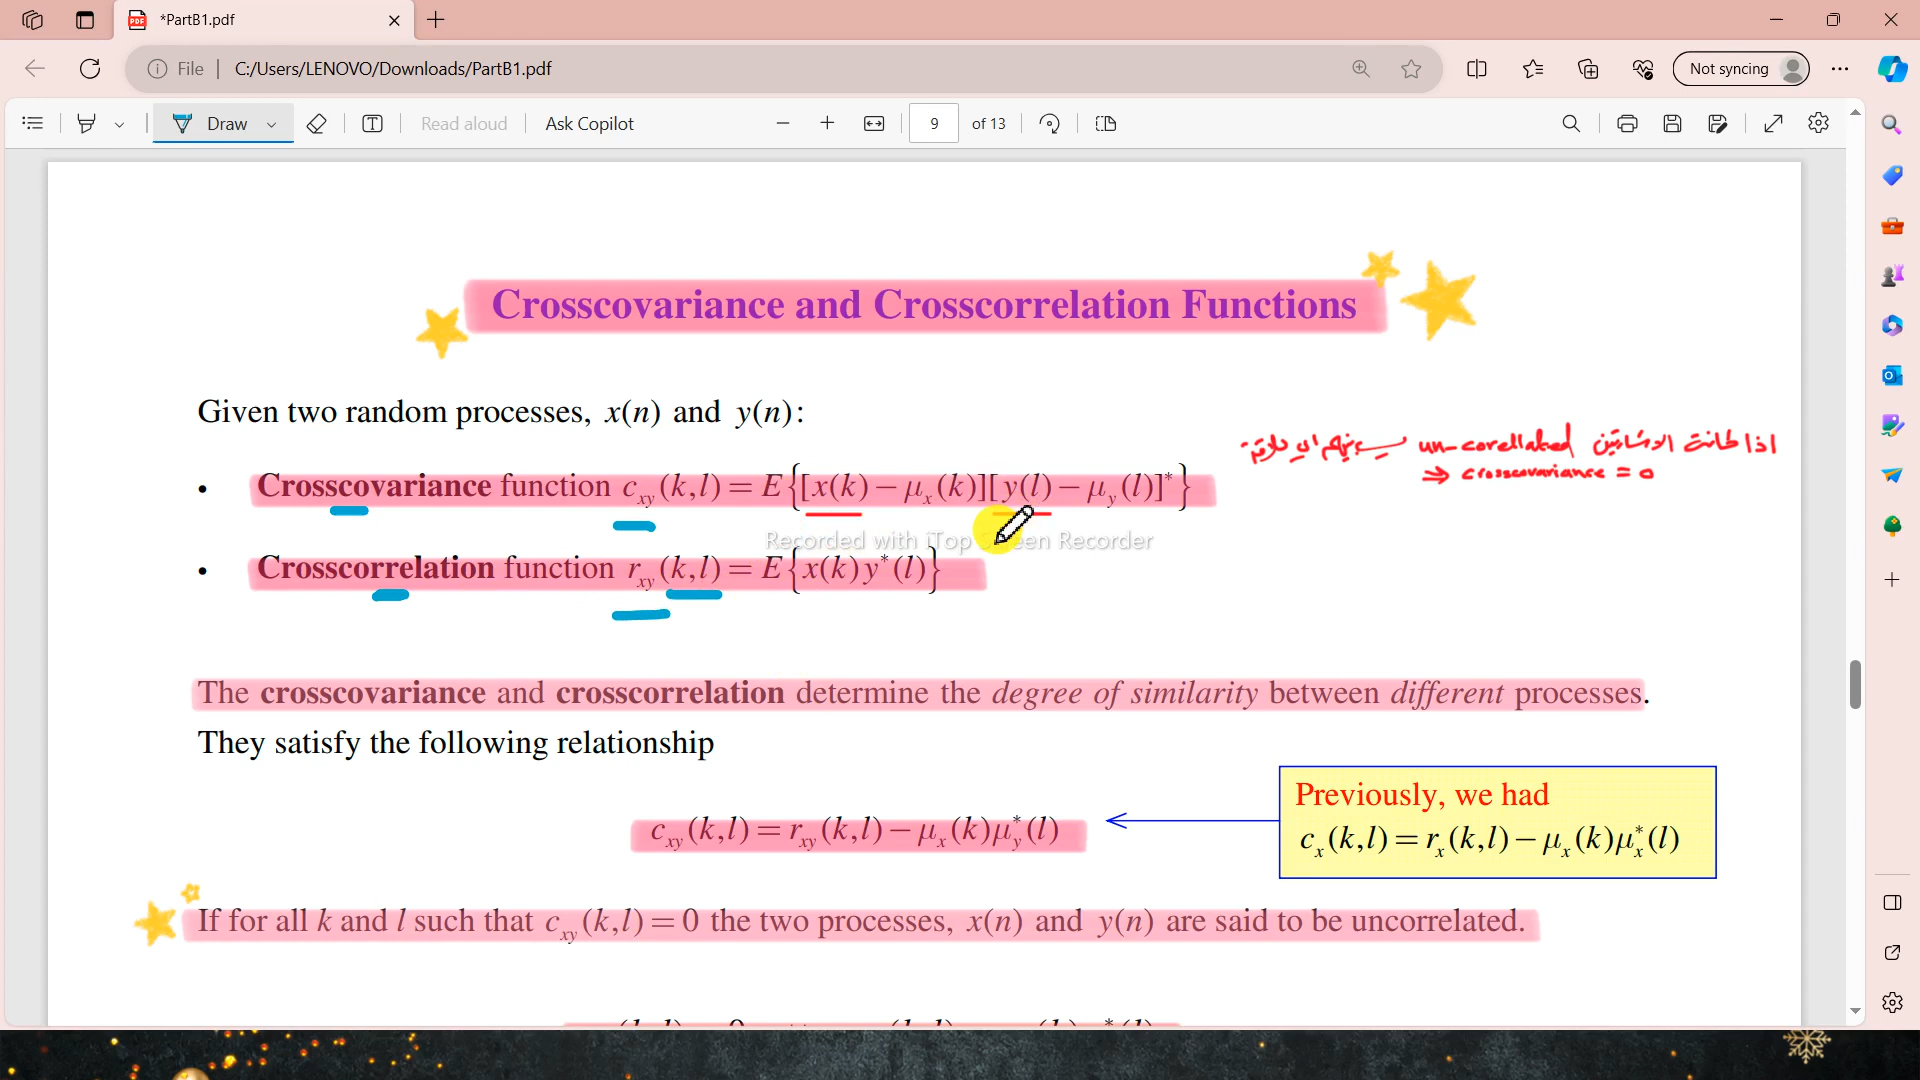 *PartB1.pdf
File | C:/Users/LENOVO/Downloads/PartB1.pdf
Not syncing
Draw
Read aloud
Ask Copilot
9 of 13
Crosscovariance and Crosscorrelation Functions
Given two random processes, x(n) and y(n):
اذا كانت الاشارتين un-corellated
⇒ crosscovariance = 0
• Crosscovariance function c_xy(k,l) = E{[x(k) − μ_x(k)][y(l) − μ_y(l)]*}
Recorded with iTop Screen Recorder
• Crosscorrelation function r_xy(k,l) = E{x(k)y*(l)}
The crosscovariance and crosscorrelation determine the degree of similarity between different processes.
They satisfy the following relationship
c_xy(k,l) = r_xy(k,l) − μ_x(k)μ_y*(l)
Previously, we had
c_x(k,l) = r_x(k,l) − μ_x(k)μ_x*(l)
If for all k and l such that c_xy(k,l) = 0 the two processes, x(n) and y(n) are said to be uncorrelated.